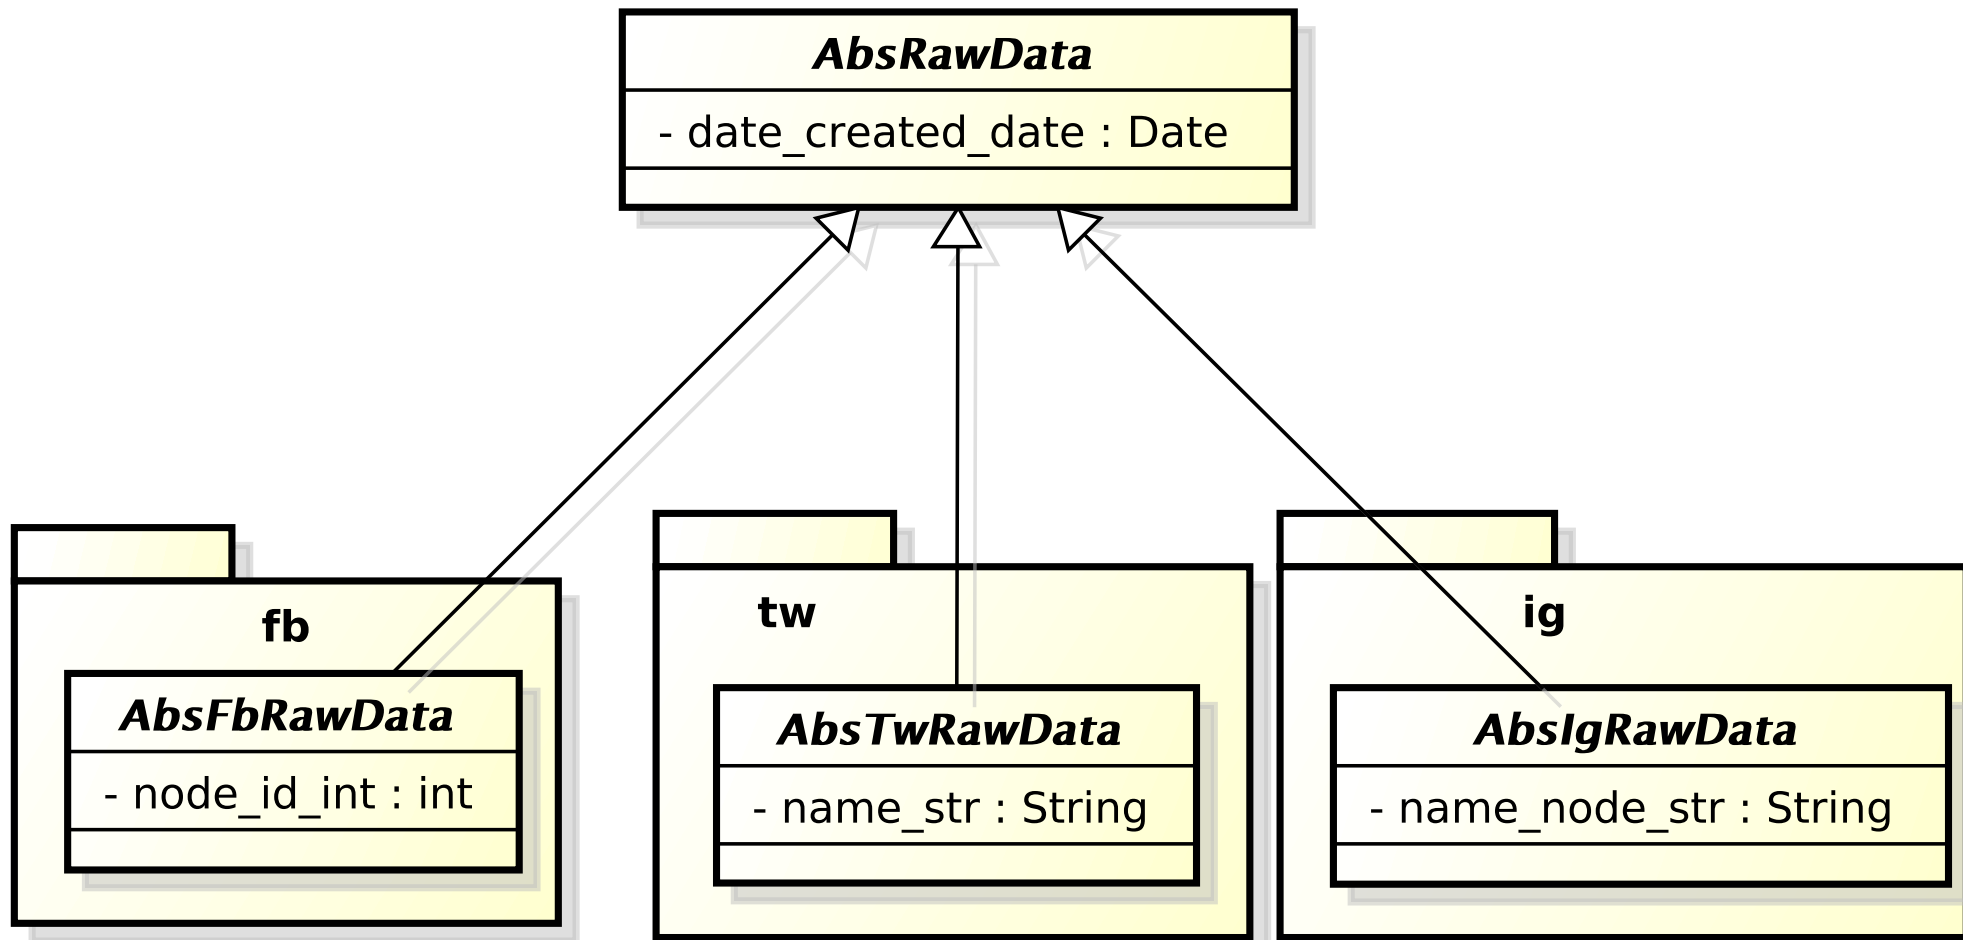 AbsRawData
- date_created_date : Date
fb
AbsFbRawData
- node_id_int : int
tw
AbsTwRawData
- name_str : String
ig
AbsIgRawData
- name_node_str : String